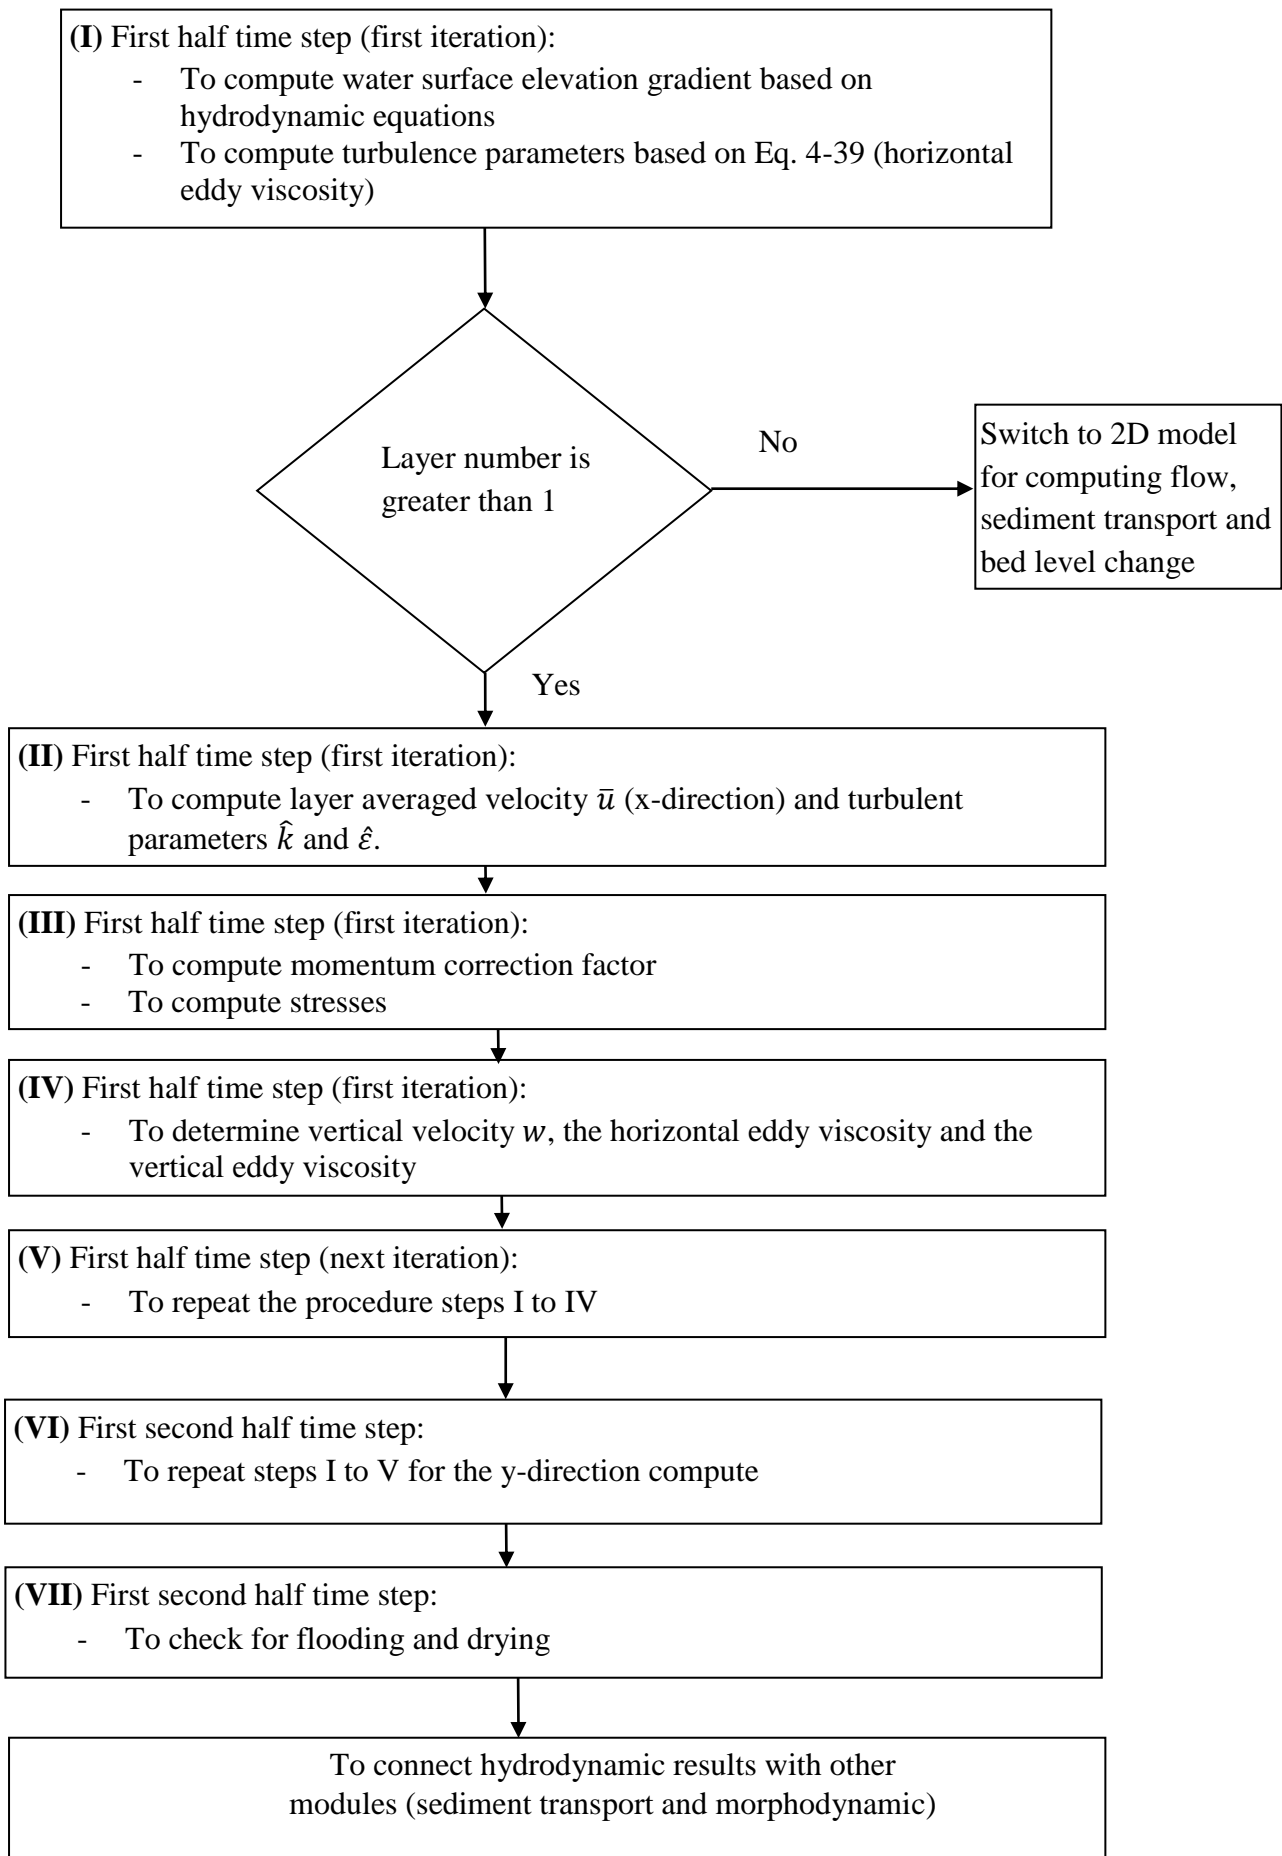 (I) First half time step (first iteration):
- To compute water surface elevation gradient based on
hydrodynamic equations
- To compute turbulence parameters based on Eq. 4-39 (horizontal
eddy viscosity)
Layer number is
greater than 1
No
Switch to 2D model
for computing flow,
sediment transport and
bed level change
Yes
(II) First half time step (first iteration):
- To compute layer averaged velocity ū (x-direction) and turbulent
parameters k̂ and ε̂.
(III) First half time step (first iteration):
- To compute momentum correction factor
- To compute stresses
(IV) First half time step (first iteration):
- To determine vertical velocity w, the horizontal eddy viscosity and the
vertical eddy viscosity
(V) First half time step (next iteration):
- To repeat the procedure steps I to IV
(VI) First second half time step:
- To repeat steps I to V for the y-direction compute
(VII) First second half time step:
- To check for flooding and drying
To connect hydrodynamic results with other
modules (sediment transport and morphodynamic)